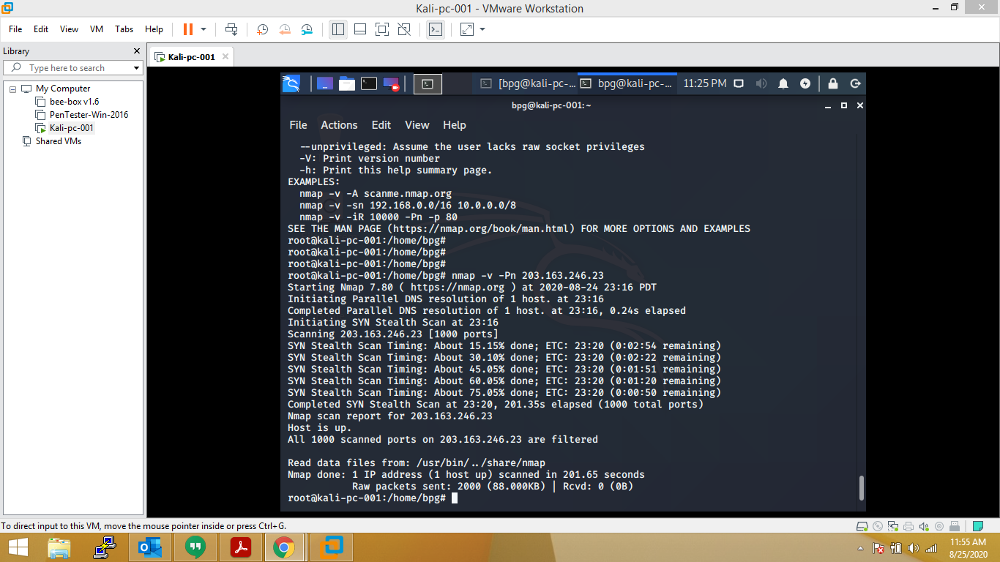 Kali-pc-001 - VMware Workstation
File Edit View VM Tabs Help
Library
Type here to search
My Computer
bee-box v1.6
PenTester-Win-2016
Kali-pc-001
Shared VMs
Kali-pc-001
[bpg@kali-pc-... bpg@kali-pc-... 11:25 PM
bpg@kali-pc-001:~
File Actions Edit View Help
--unprivileged: Assume the user lacks raw socket privileges
-V: Print version number
-h: Print this help summary page.
EXAMPLES:
nmap -v -A scanme.nmap.org
nmap -v -sn 192.168.0.0/16 10.0.0.0/8
nmap -v -iR 10000 -Pn -p 80
SEE THE MAN PAGE (https://nmap.org/book/man.html) FOR MORE OPTIONS AND EXAMPLES
root@kali-pc-001:/home/bpg#
root@kali-pc-001:/home/bpg#
root@kali-pc-001:/home/bpg#
root@kali-pc-001:/home/bpg# nmap -v -Pn 203.163.246.23
Starting Nmap 7.80 ( https://nmap.org ) at 2020-08-24 23:16 PDT
Initiating Parallel DNS resolution of 1 host. at 23:16
Completed Parallel DNS resolution of 1 host. at 23:16, 0.24s elapsed
Initiating SYN Stealth Scan at 23:16
Scanning 203.163.246.23 [1000 ports]
SYN Stealth Scan Timing: About 15.15% done; ETC: 23:20 (0:02:54 remaining)
SYN Stealth Scan Timing: About 30.10% done; ETC: 23:20 (0:02:22 remaining)
SYN Stealth Scan Timing: About 45.05% done; ETC: 23:20 (0:01:51 remaining)
SYN Stealth Scan Timing: About 60.05% done; ETC: 23:20 (0:01:20 remaining)
SYN Stealth Scan Timing: About 75.05% done; ETC: 23:20 (0:00:50 remaining)
Completed SYN Stealth Scan at 23:20, 201.35s elapsed (1000 total ports)
Nmap scan report for 203.163.246.23
Host is up.
All 1000 scanned ports on 203.163.246.23 are filtered
Read data files from: /usr/bin/../share/nmap
Nmap done: 1 IP address (1 host up) scanned in 201.65 seconds
Raw packets sent: 2000 (88.000KB) | Rcvd: 0 (0B)
root@kali-pc-001:/home/bpg#
To direct input to this VM, move the mouse pointer inside or press Ctrl+G.
11:55 AM
8/25/2020